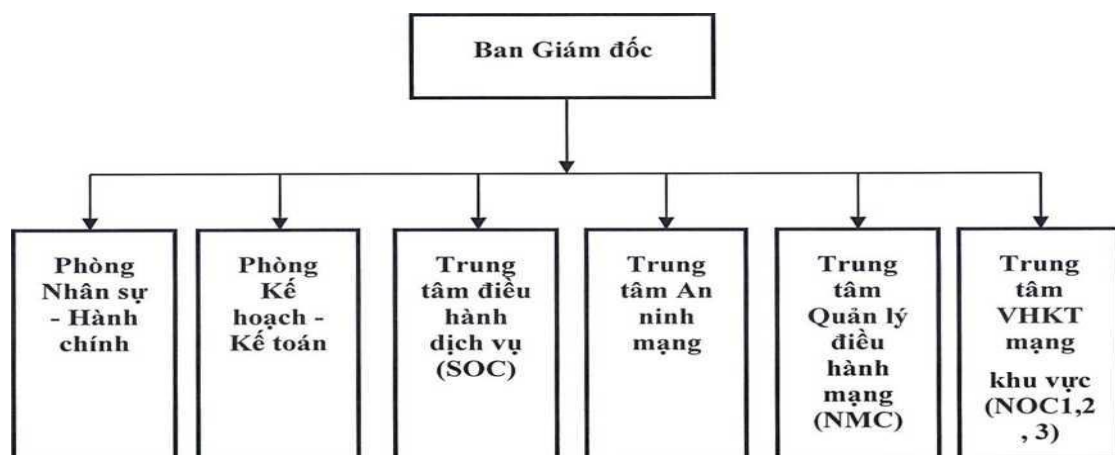 Ban Giám đốc
Phòng
Nhân sự
- Hành
chính
Phòng
Kế
hoạch -
Kế toán
Trung
tâm điều
hành
dịch vụ
(SOC)
Trung
tâm An
ninh
mạng
Trung
tâm
Quản lý
điều
hành
mạng
(NMC)
Trung
tâm
VHKT
mạng
khu vực
(NOC1,2
, 3)